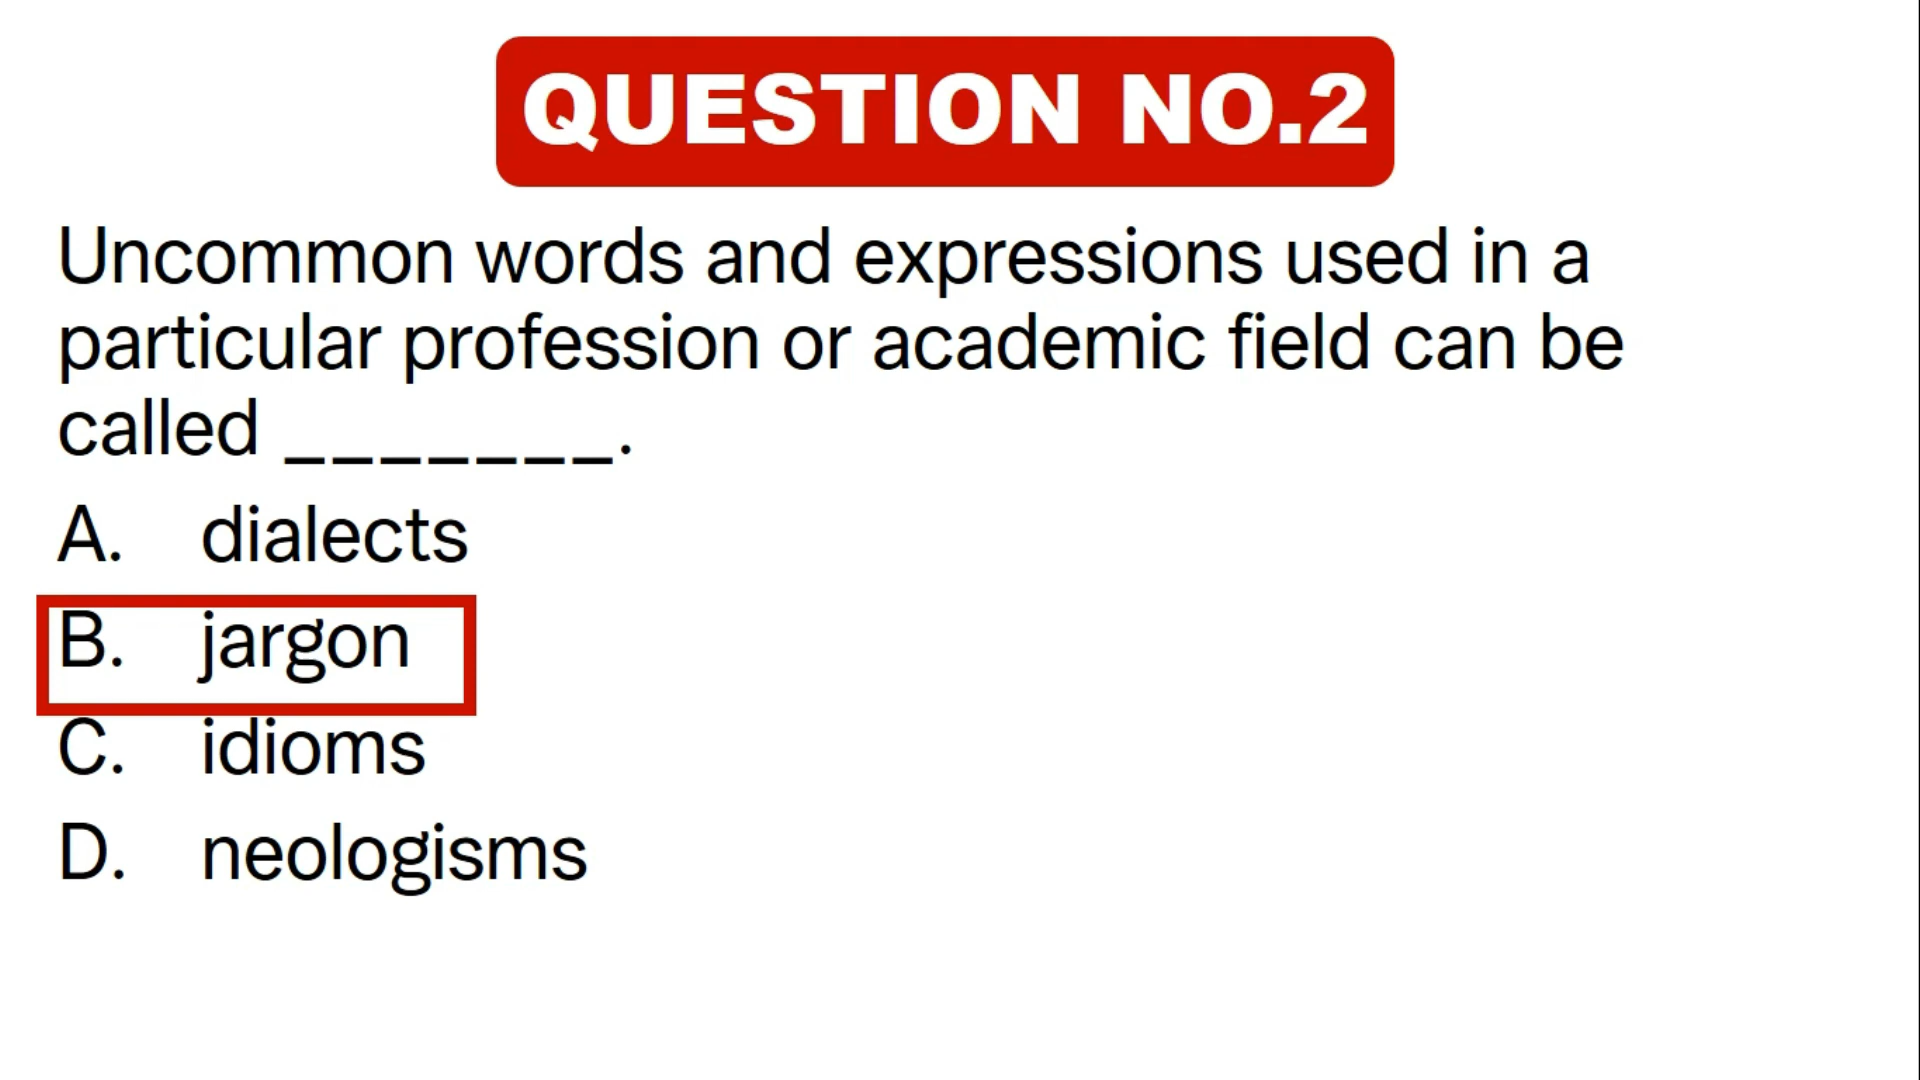 QUESTION NO.2
Uncommon words and expressions used in a
particular profession or academic field can be
called _______.
A. dialects
B. jargon
C. idioms
D. neologisms